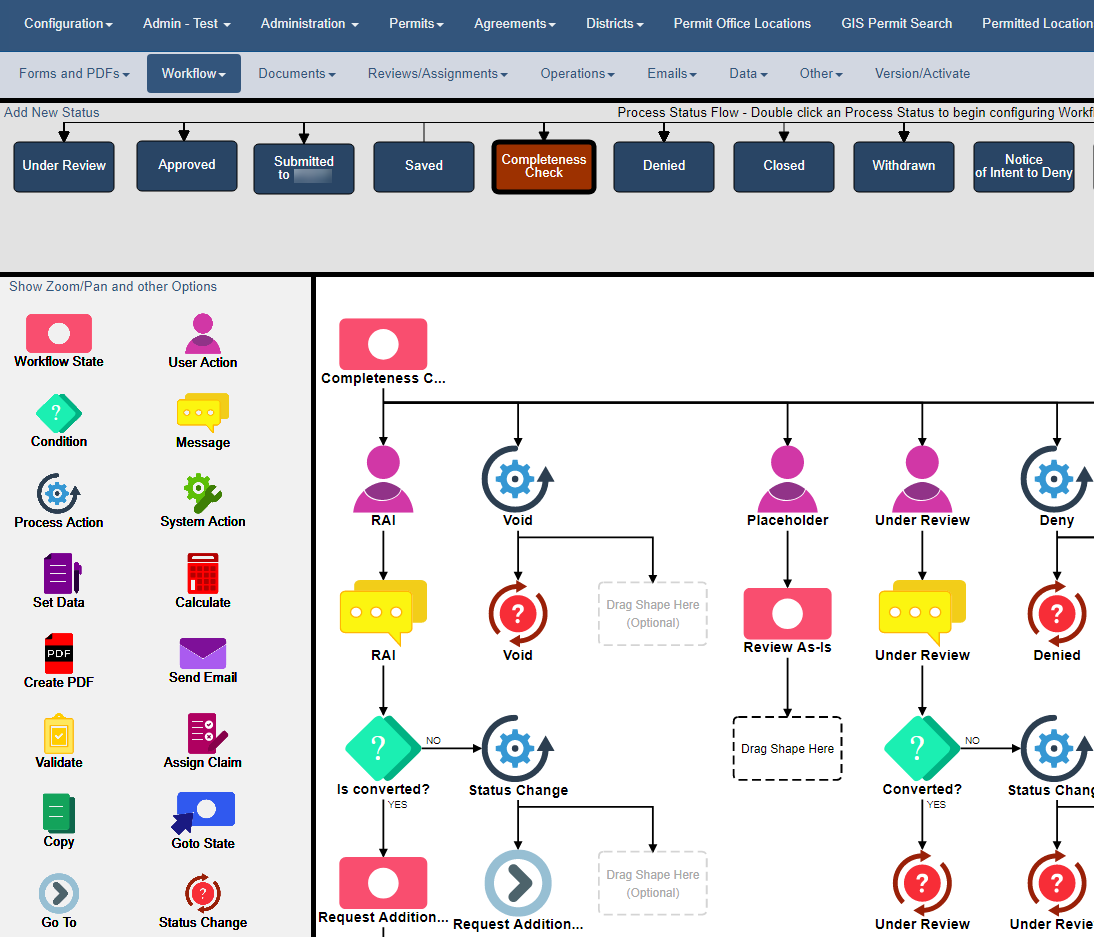 Configuration
Admin - Test
Administration
Permits
Agreements
Districts
Permit Office Locations
GIS Permit Search
Permitted Location
Forms and PDFs
Workflow
Documents
Reviews/Assignments
Operations
Emails
Data
Other
Version/Activate
Add New Status
Process Status Flow - Double click an Process Status to begin configuring Workfl
Under Review
Approved
Submitted
to
Saved
Completeness
Check
Denied
Closed
Withdrawn
Notice
of Intent to Deny
Show Zoom/Pan and other Options
Workflow State
User Action
?
Condition
Message
Process Action
System Action
Set Data
Calculate
PDF
Create PDF
Send Email
Validate
Assign Claim
Copy
Goto State
Go To
?
Status Change
Completeness C...
RAI
Void
Placeholder
Under Review
Deny
RAI
?
Void
Drag Shape Here
(Optional)
Review As-Is
Under Review
?
Denied
?
Is converted?
NO
YES
Status Change
Drag Shape Here
?
Converted?
NO
YES
Status Chang
Request Addition...
Request Addition...
Drag Shape Here
(Optional)
?
Under Review
?
Under Revie